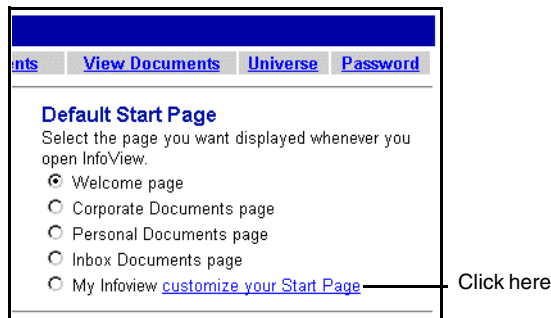 nts View Documents Universe Password
Default Start Page
Select the page you want displayed whenever you
open InfoView.
Welcome page
Corporate Documents page
Personal Documents page
Inbox Documents page
My Infoview customize your Start Page
Click here